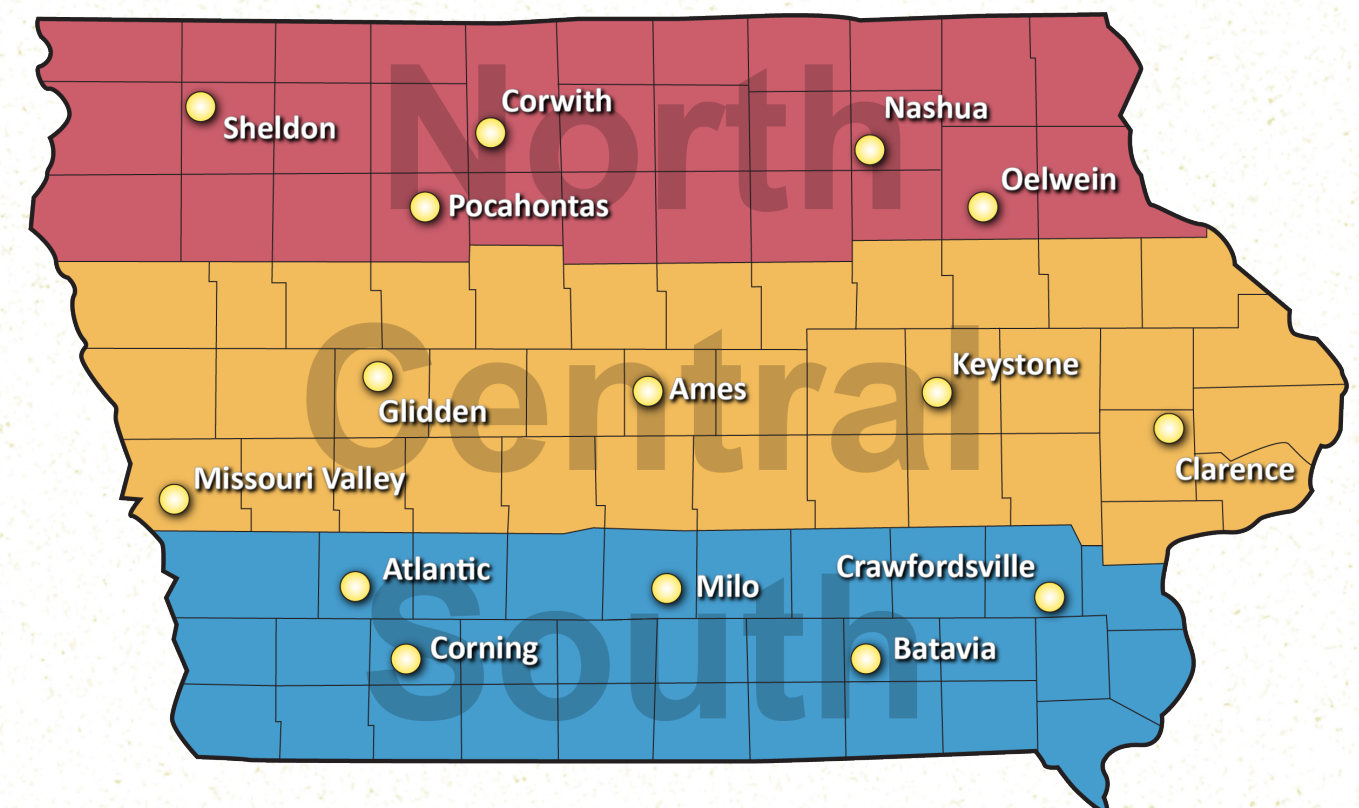 North
Corwith
Nashua
Sheldon
Oelwein
Pocahontas
Central
Keystone
Ames
Glidden
Clarence
Missouri Valley
South
Atlantic
Crawfordsville
Milo
Corning
Batavia